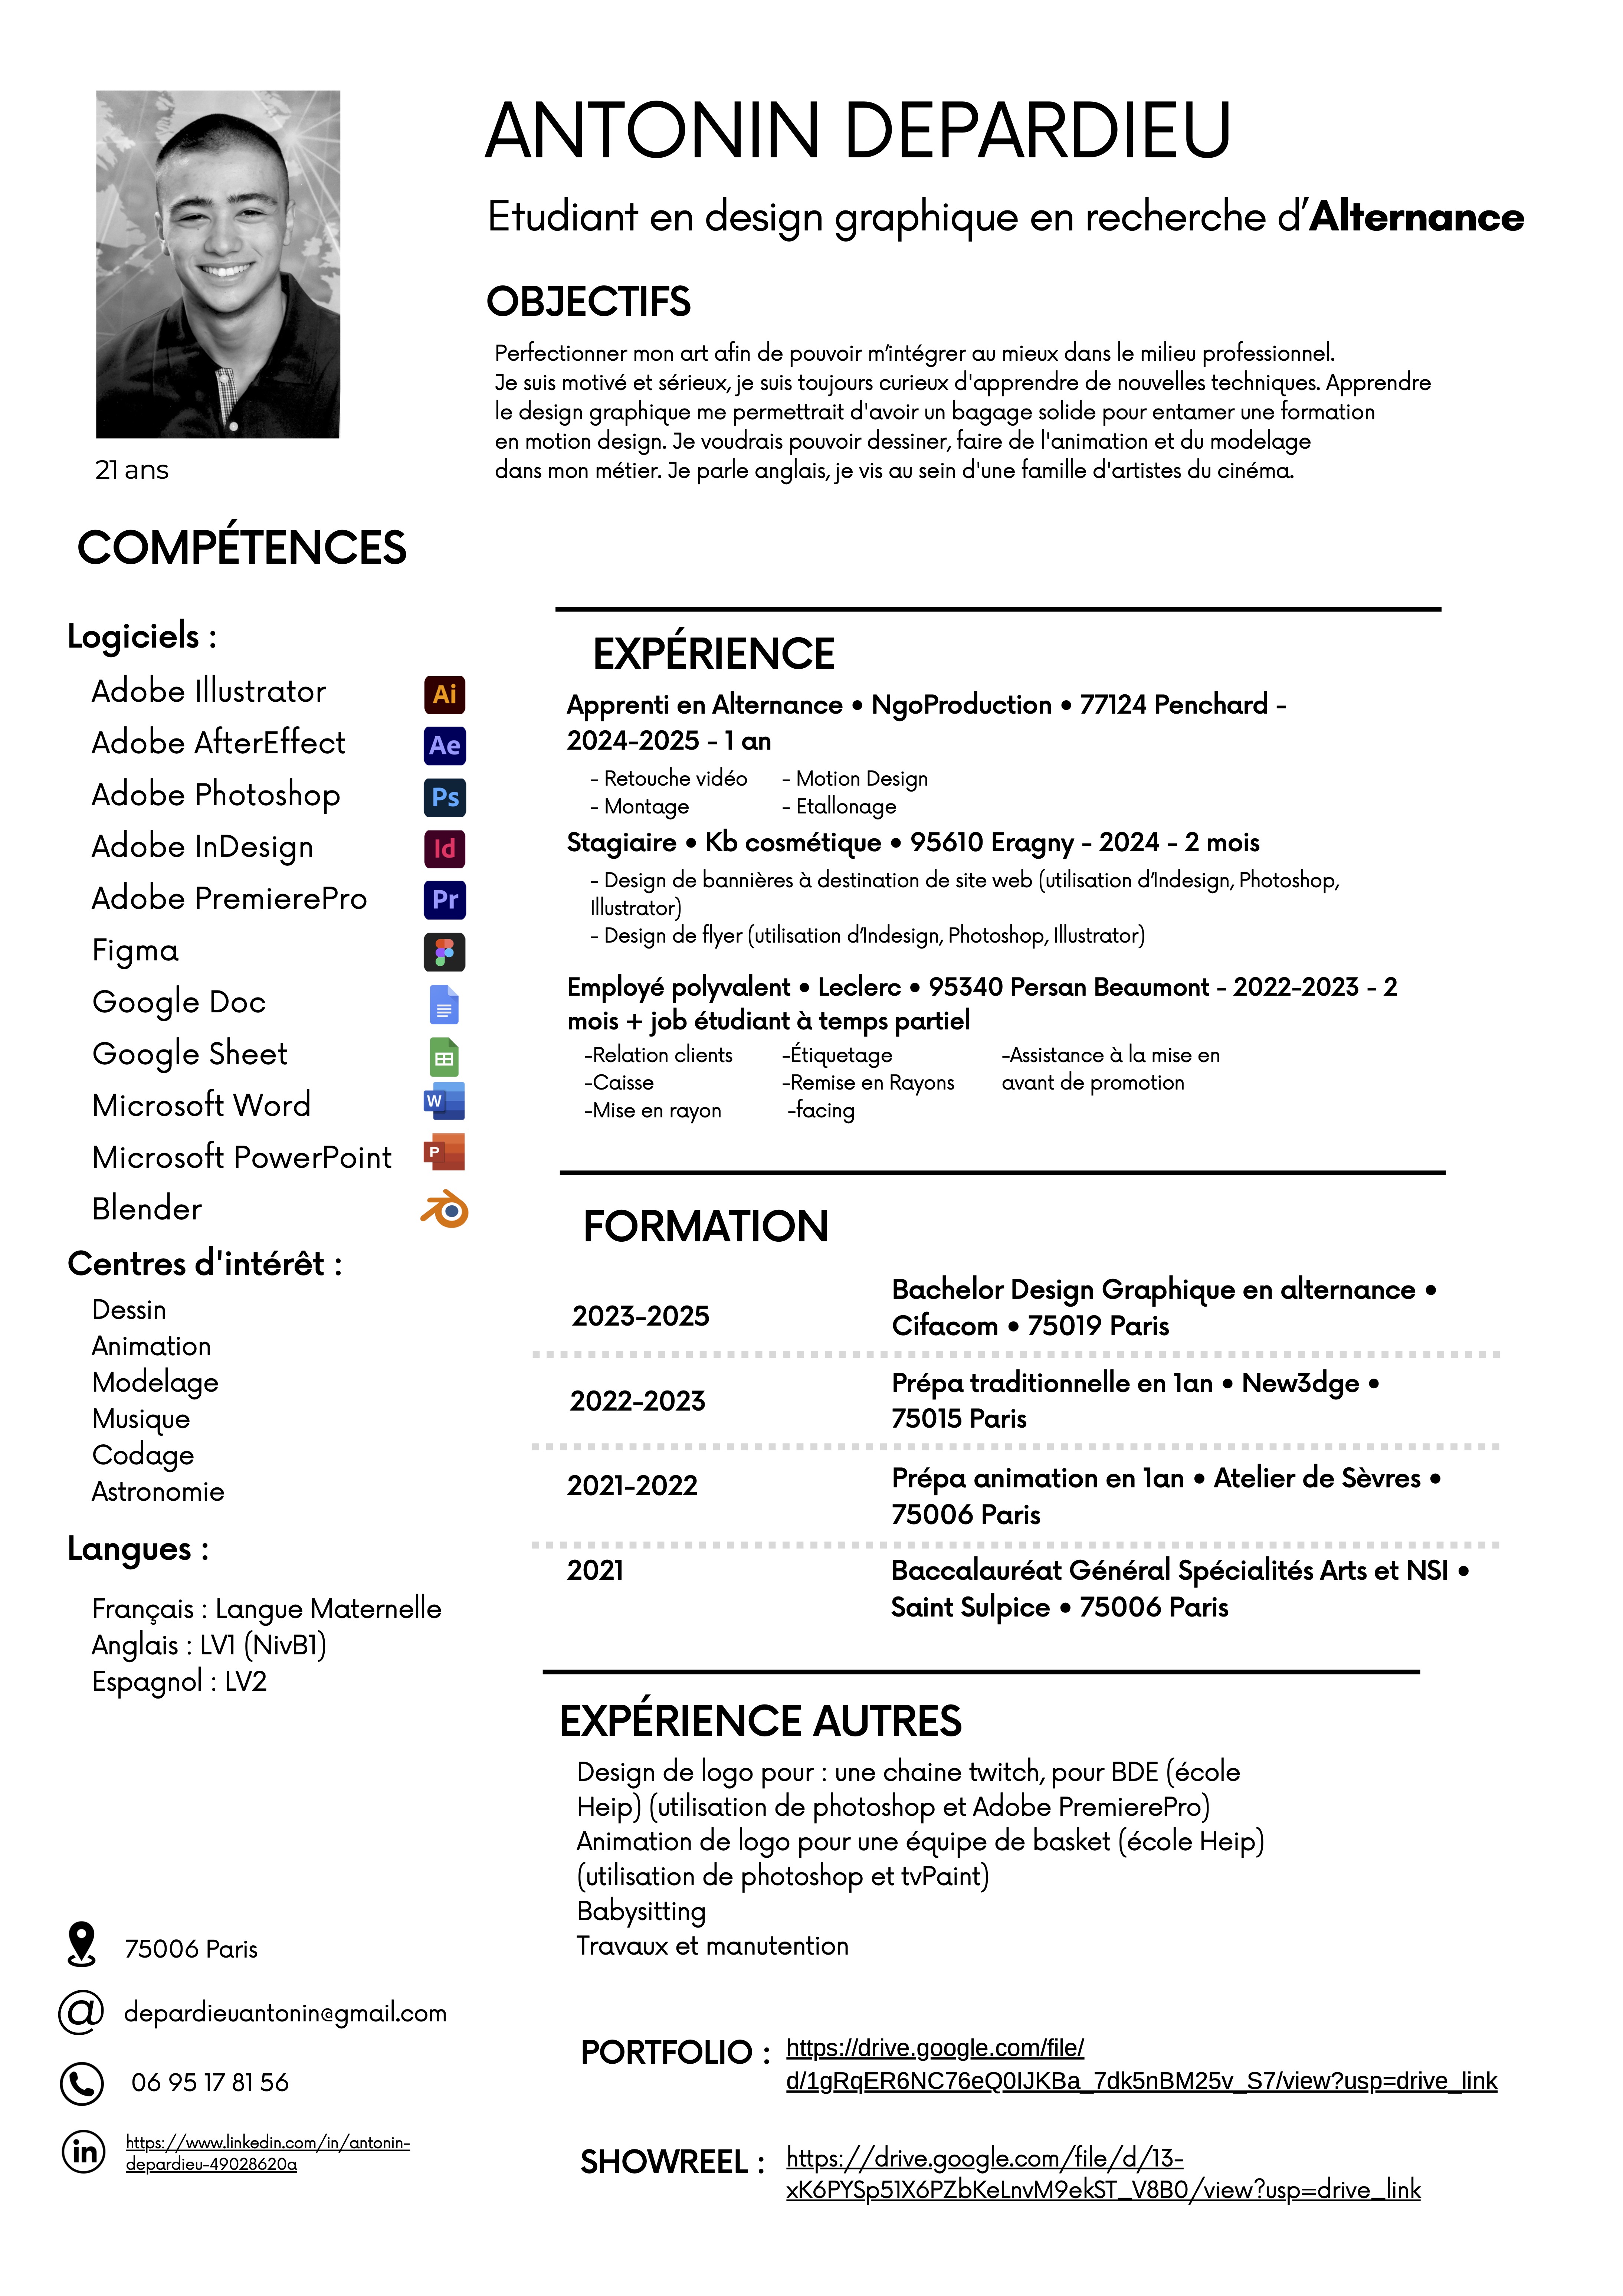 ANTONIN DEPARDIEU
Etudiant en design graphique en recherche d’Alternance
OBJECTIFS
Perfectionner mon art afin de pouvoir m’intégrer au mieux dans le milieu professionnel.
Je suis motivé et sérieux, je suis toujours curieux d'apprendre de nouvelles techniques. Apprendre
le design graphique me permettrait d'avoir un bagage solide pour entamer une formation
en motion design. Je voudrais pouvoir dessiner, faire de l'animation et du modelage
dans mon métier. Je parle anglais, je vis au sein d'une famille d'artistes du cinéma.
21 ans
COMPÉTENCES
Logiciels :
Adobe Illustrator Ai
Adobe AfterEffect Ae
Adobe Photoshop Ps
Adobe InDesign Id
Adobe PremierePro Pr
Figma
Google Doc
Google Sheet
Microsoft Word W
Microsoft PowerPoint P
Blender
Centres d'intérêt :
Dessin
Animation
Modelage
Musique
Codage
Astronomie
Langues :
Français : Langue Maternelle
Anglais : LV1 (NivB1)
Espagnol : LV2
75006 Paris
@ depardieuantonin@gmail.com
06 95 17 81 56
in https://www.linkedin.com/in/antonin-
depardieu-49028620a
EXPÉRIENCE
Apprenti en Alternance • NgoProduction • 77124 Penchard -
2024-2025 - 1 an
- Retouche vidéo - Motion Design
- Montage - Etallonage
Stagiaire • Kb cosmétique • 95610 Eragny - 2024 - 2 mois
- Design de bannières à destination de site web (utilisation d’Indesign, Photoshop,
Illustrator)
- Design de flyer (utilisation d’Indesign, Photoshop, Illustrator)
Employé polyvalent • Leclerc • 95340 Persan Beaumont - 2022-2023 - 2
mois + job étudiant à temps partiel
-Relation clients -Étiquetage -Assistance à la mise en
-Caisse -Remise en Rayons avant de promotion
-Mise en rayon -facing
FORMATION
2023-2025 Bachelor Design Graphique en alternance •
Cifacom • 75019 Paris
2022-2023 Prépa traditionnelle en 1an • New3dge •
75015 Paris
2021-2022 Prépa animation en 1an • Atelier de Sèvres •
75006 Paris
2021 Baccalauréat Général Spécialités Arts et NSI •
Saint Sulpice • 75006 Paris
EXPÉRIENCE AUTRES
Design de logo pour : une chaine twitch, pour BDE (école
Heip) (utilisation de photoshop et Adobe PremierePro)
Animation de logo pour une équipe de basket (école Heip)
(utilisation de photoshop et tvPaint)
Babysitting
Travaux et manutention
PORTFOLIO : https://drive.google.com/file/
d/1gRqER6NC76eQ0IJKBa_7dk5nBM25v_S7/view?usp=drive_link
SHOWREEL : https://drive.google.com/file/d/13-
xK6PYSp51X6PZbKeLnvM9ekST_V8B0/view?usp=drive_link